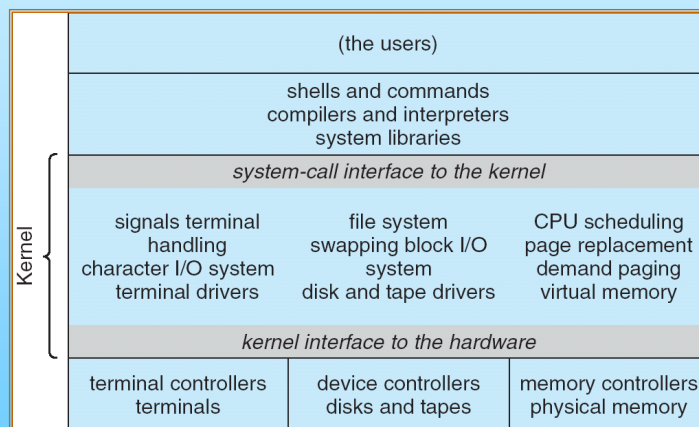 (the users)
shells and commands
compilers and interpreters
system libraries
system-call interface to the kernel
Kernel
signals terminal
handling
character I/O system
terminal drivers
file system
swapping block I/O
system
disk and tape drivers
CPU scheduling
page replacement
demand paging
virtual memory
kernel interface to the hardware
terminal controllers
terminals
device controllers
disks and tapes
memory controllers
physical memory